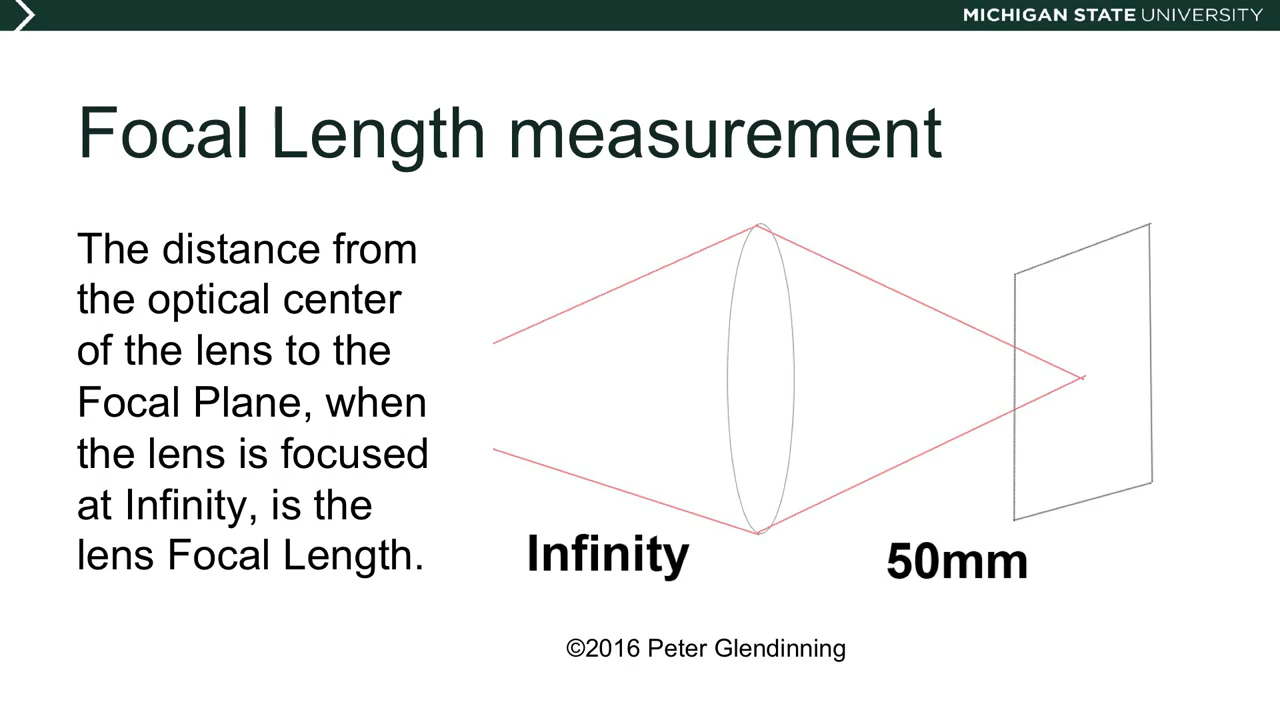 MICHIGAN STATE UNIVERSITY
Focal Length measurement
The distance from
the optical center
of the lens to the
Focal Plane, when
the lens is focused
at Infinity, is the
lens Focal Length.
Infinity
50mm
©2016 Peter Glendinning